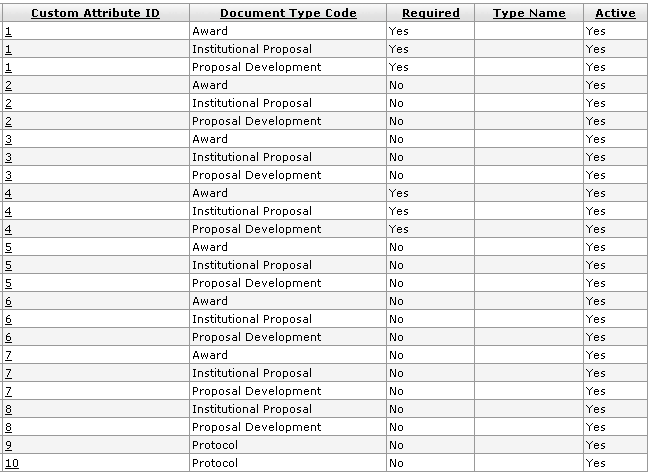 Custom Attribute ID Document Type Code Required Type Name Active
1 Award Yes Yes
1 Institutional Proposal Yes Yes
1 Proposal Development Yes Yes
2 Award No Yes
2 Institutional Proposal No Yes
2 Proposal Development No Yes
3 Award No Yes
3 Institutional Proposal No Yes
3 Proposal Development No Yes
4 Award Yes Yes
4 Institutional Proposal Yes Yes
4 Proposal Development Yes Yes
5 Award No Yes
5 Institutional Proposal No Yes
5 Proposal Development No Yes
6 Award No Yes
6 Institutional Proposal No Yes
6 Proposal Development No Yes
7 Award No Yes
7 Institutional Proposal No Yes
7 Proposal Development No Yes
8 Institutional Proposal No Yes
8 Proposal Development No Yes
9 Protocol No Yes
10 Protocol No Yes